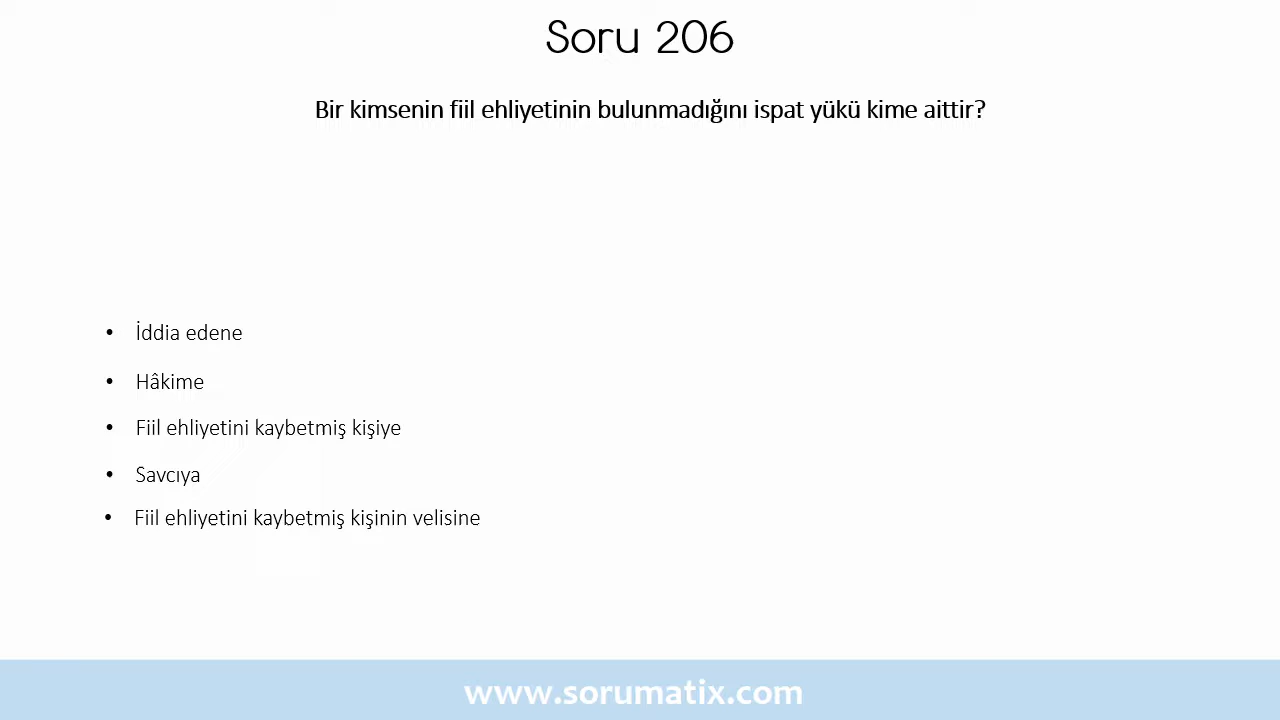 Soru 206
Bir kimsenin fiil ehliyetinin bulunmadığını ispat yükü kime aittir?
• İddia edene
• Hâkime
• Fiil ehliyetini kaybetmiş kişiye
• Savcıya
• Fiil ehliyetini kaybetmiş kişinin velisine
www.sorumatix.com